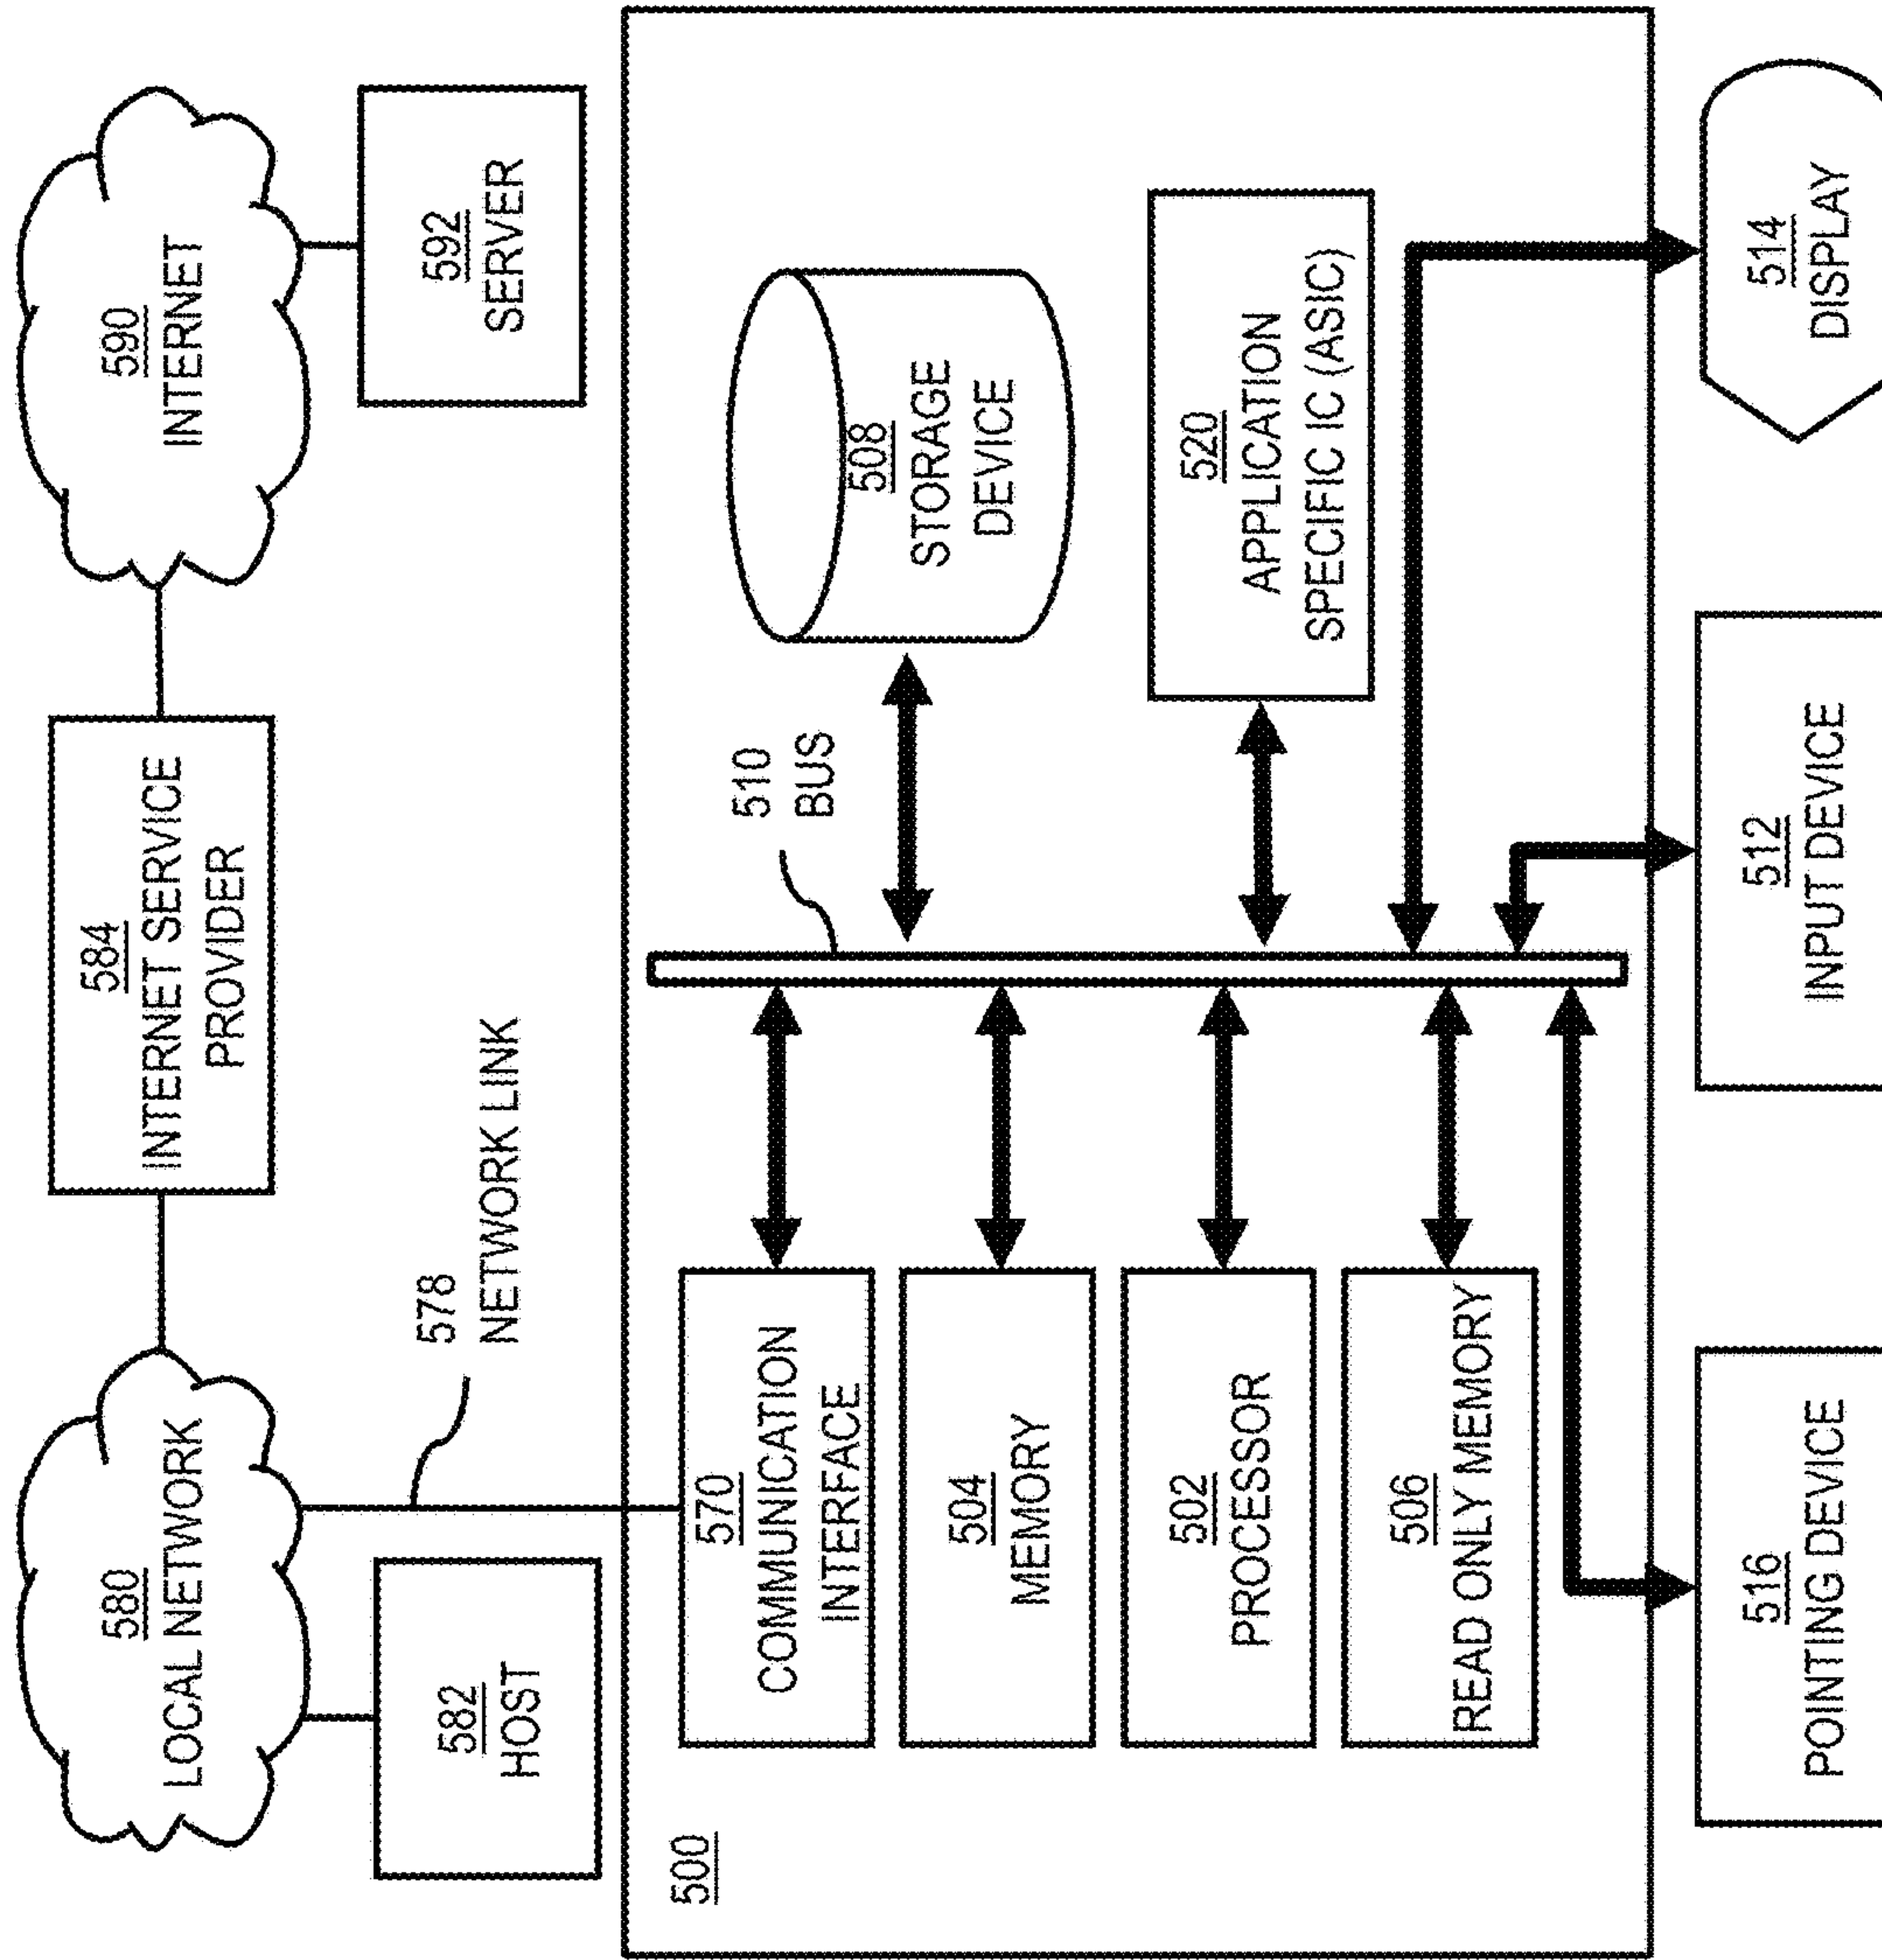 580
LOCAL NETWORK
584
INTERNET SERVICE
PROVIDER
590
INTERNET
582
HOST
578
NETWORK LINK
592
SERVER
500
570
COMMUNICATION
INTERFACE
504
MEMORY
502
PROCESSOR
506
READ ONLY MEMORY
510
BUS
508
STORAGE
DEVICE
520
APPLICATION
SPECIFIC IC (ASIC)
516
POINTING DEVICE
512
INPUT DEVICE
514
DISPLAY